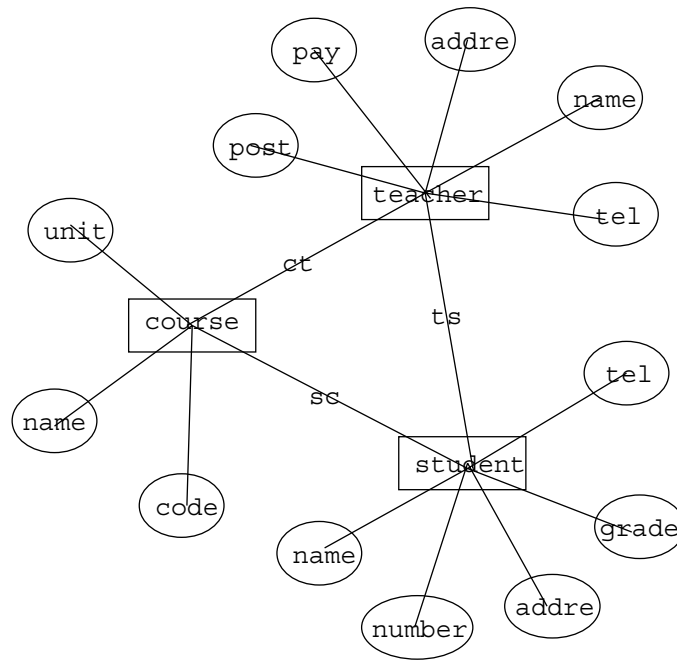 addre
pay
name
post
teacher
tel
unit
ct
course
ts
sc
tel
name
student
code
grade
name
addre
number